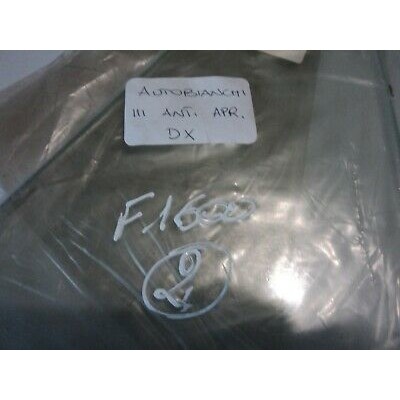 AUTOBIANCHI
111 ANT. APR.
DX
F.1600
2